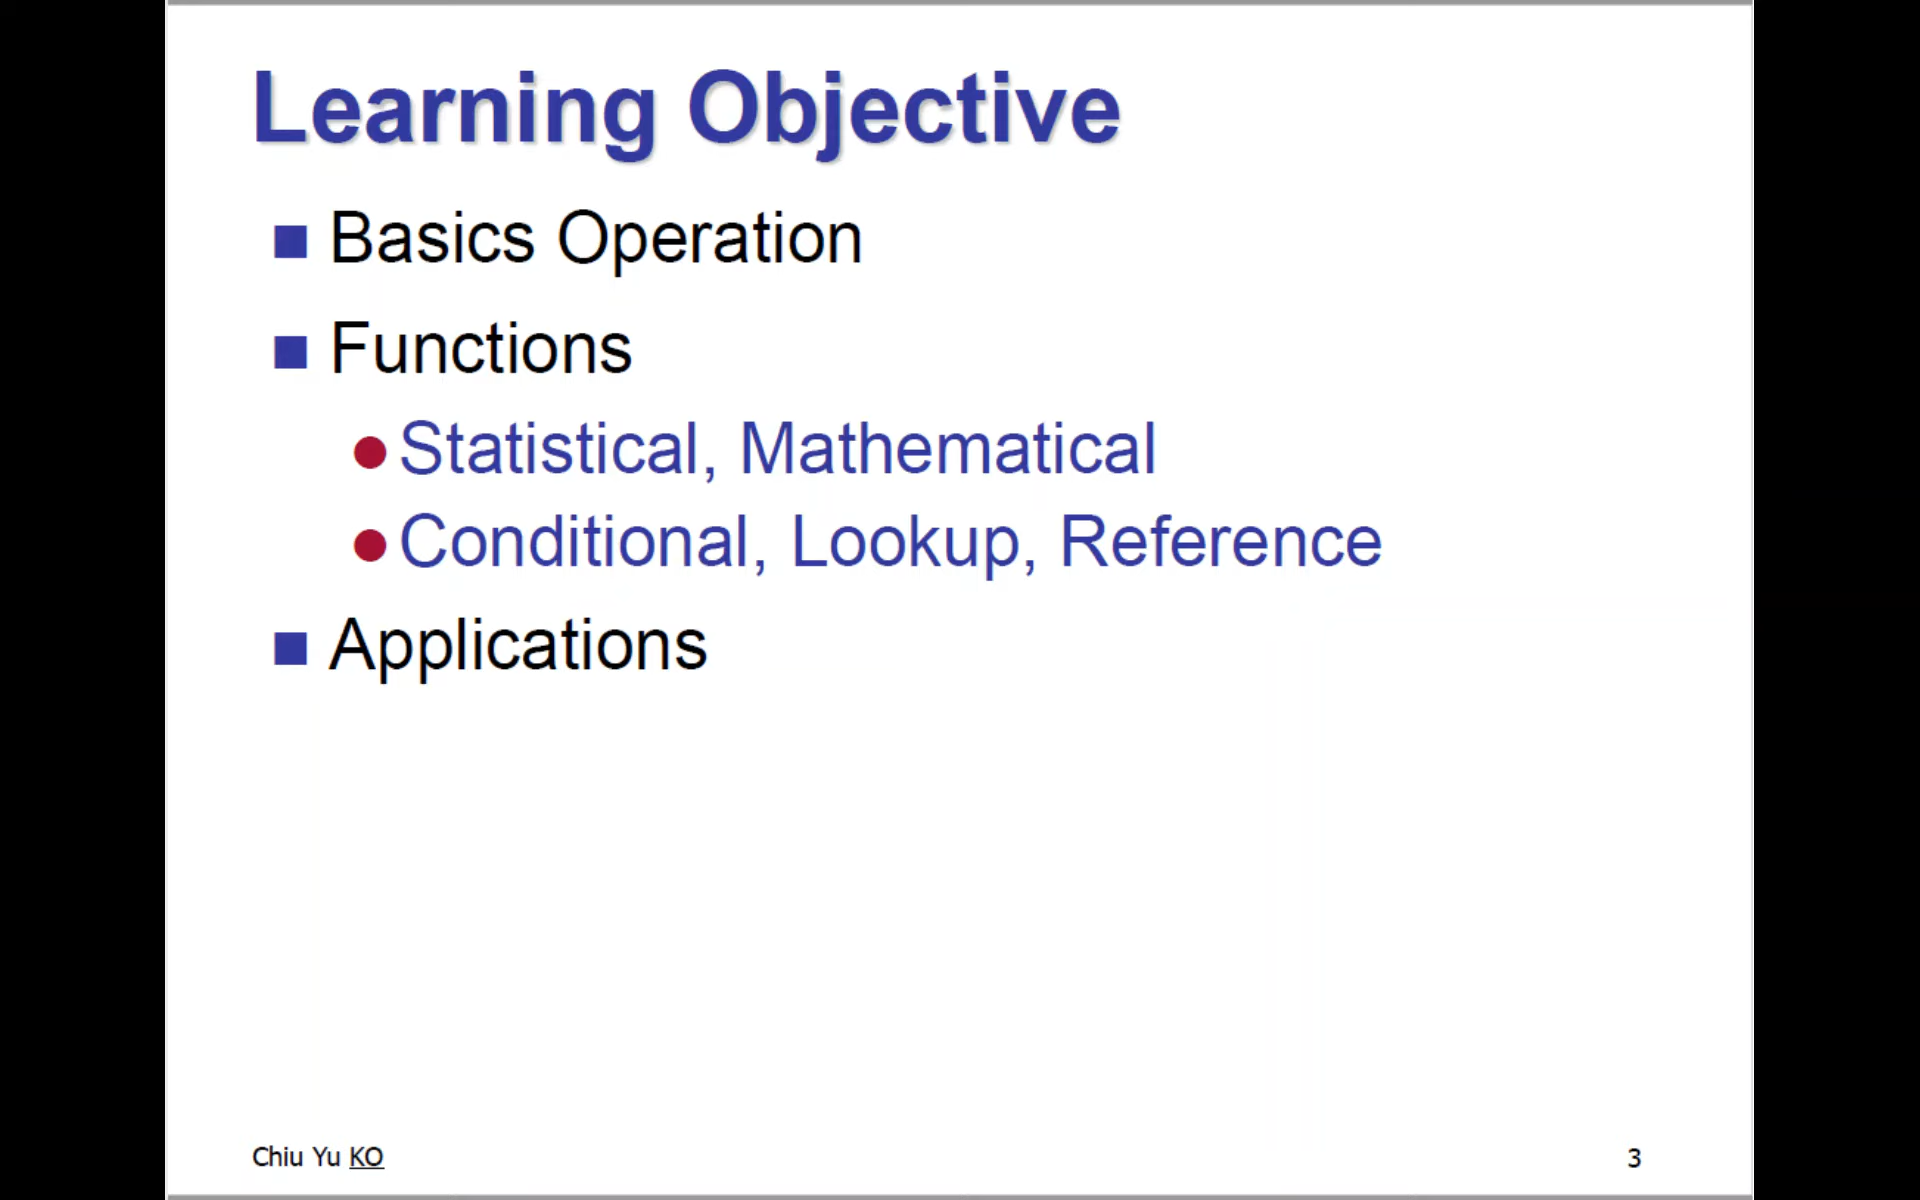 Learning Objective
Basics Operation
Functions
Statistical, Mathematical
Conditional, Lookup, Reference
Applications
Chiu Yu KO
3